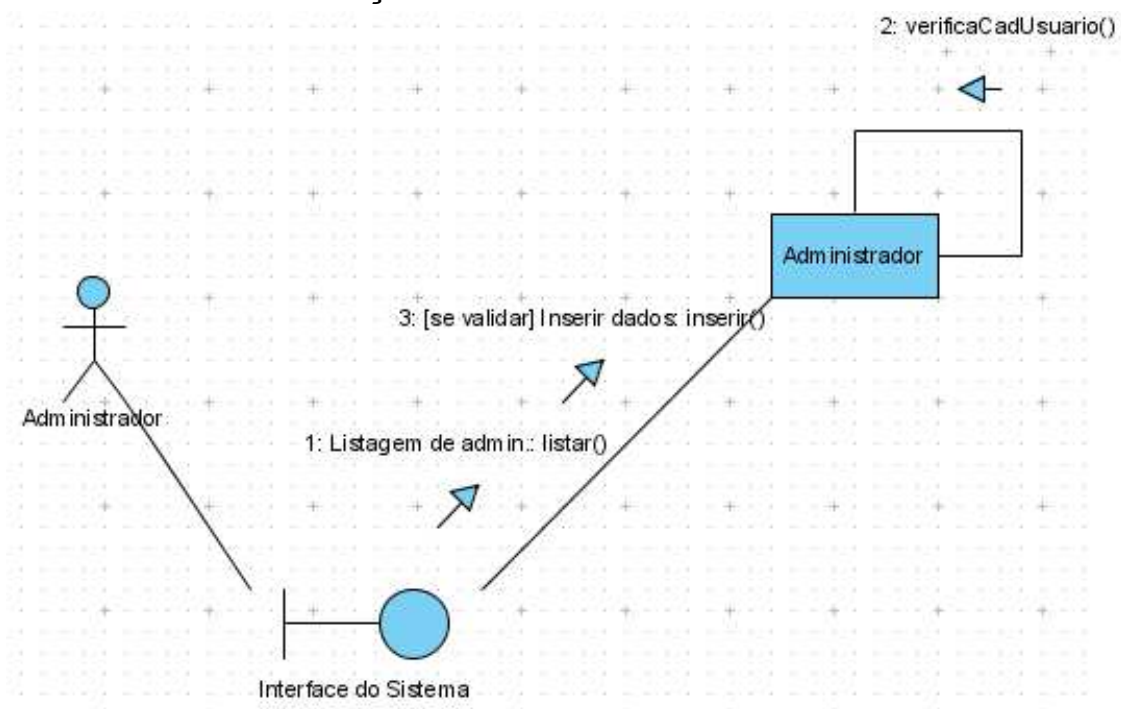 2: verificaCadUsuario()
Administrador
3: [se validar] Inserir dados: inserir()
Administrador
1: Listagem de admin.: listar()
Interface do Sistema